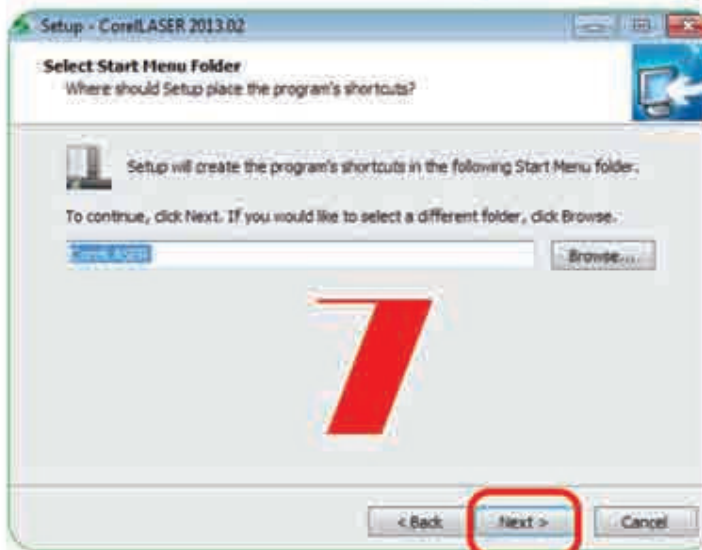 Setup - CorelLASER 2013.02
Select Start Menu Folder
Where should Setup place the program's shortcuts?
Setup will create the program's shortcuts in the following Start Menu folder.
To continue, click Next. If you would like to select a different folder, click Browse.
CorelLASER
Browse...
7
< Back
Next >
Cancel